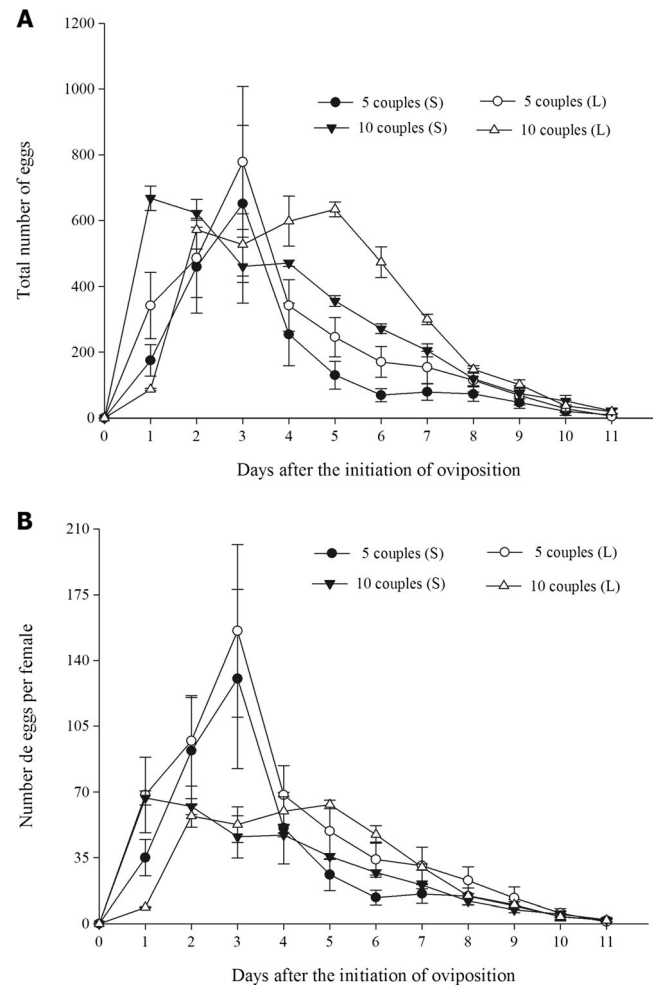 A
1200
1000
800
600
400
200
0
Total number of eggs
5 couples (S) 5 couples (L)
10 couples (S) 10 couples (L)
0 1 2 3 4 5 6 7 8 9 10 11
Days after the initiation of oviposition
B
210
175
140
105
70
35
0
Number de eggs per female
5 couples (S) 5 couples (L)
10 couples (S) 10 couples (L)
0 1 2 3 4 5 6 7 8 9 10 11
Days after the initiation of oviposition